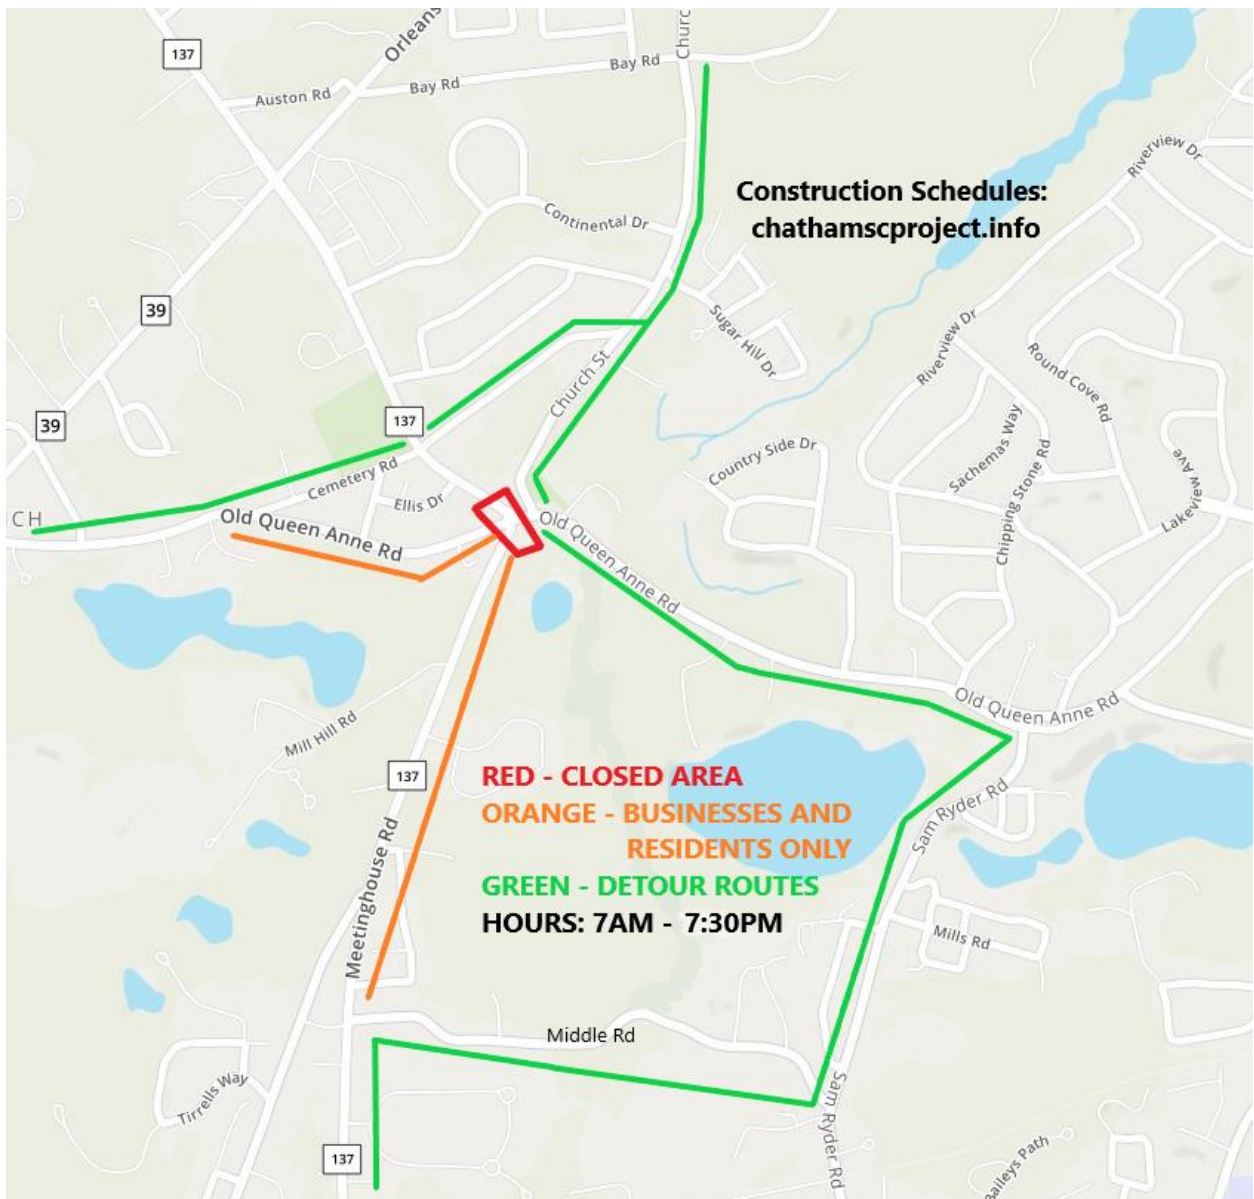 137
Orleans
Church
Bay Rd
Bay Rd
Auston Rd
Riverview Dr
Construction Schedules:
chathamscproject.info
Continental Dr
39
Sugar Hill Dr
Riverview Dr
Round Cove Rd
Church St
39
137
Sachemas Way
Country Side Dr
Cemetery Rd
Ellis Dr
Chipping Stone Rd
Lakeview Ave
CH
Old Queen Anne Rd
Old Queen Anne Rd
Old Queen Anne Rd
Mill Hill Rd
137
RED - CLOSED AREA
ORANGE - BUSINESSES AND
RESIDENTS ONLY
GREEN - DETOUR ROUTES
HOURS: 7AM - 7:30PM
Sam Ryder Rd
Meetinghouse Rd
Mills Rd
Middle Rd
Tirrells Way
Sam Ryder Rd
137
Baileys Path